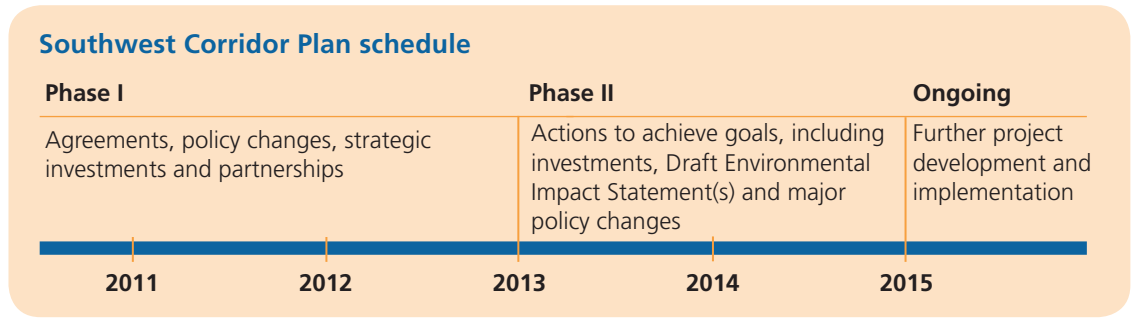 Southwest Corridor Plan schedule
Phase I
Agreements, policy changes, strategic
investments and partnerships
Phase II
Actions to achieve goals, including
investments, Draft Environmental
Impact Statement(s) and major
policy changes
Ongoing
Further project
development and
implementation
2011
2012
2013
2014
2015